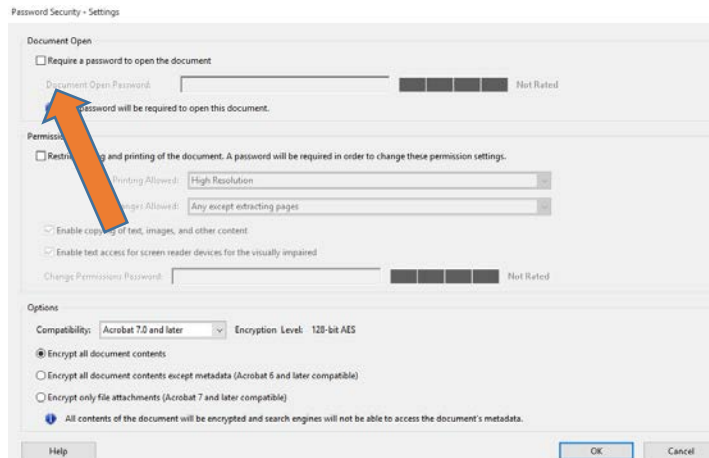 Password Security - Settings
Document Open
Require a password to open the document
Document Open Password:
Not Rated
password will be required to open this document.
Permissio
Restri g and printing of the document. A password will be required in order to change these permission settings.
Printing Allowed: High Resolution
nges Allowed: Any except extracting pages
Enable copying of text, images, and other content
Enable text access for screen reader devices for the visually impaired
Change Permissions Password:
Not Rated
Options
Compatibility: Acrobat 7.0 and later Encryption Level: 128-bit AES
Encrypt all document contents
Encrypt all document contents except metadata (Acrobat 6 and later compatible)
Encrypt only file attachments (Acrobat 7 and later compatible)
All contents of the document will be encrypted and search engines will not be able to access the document's metadata.
Help OK Cancel